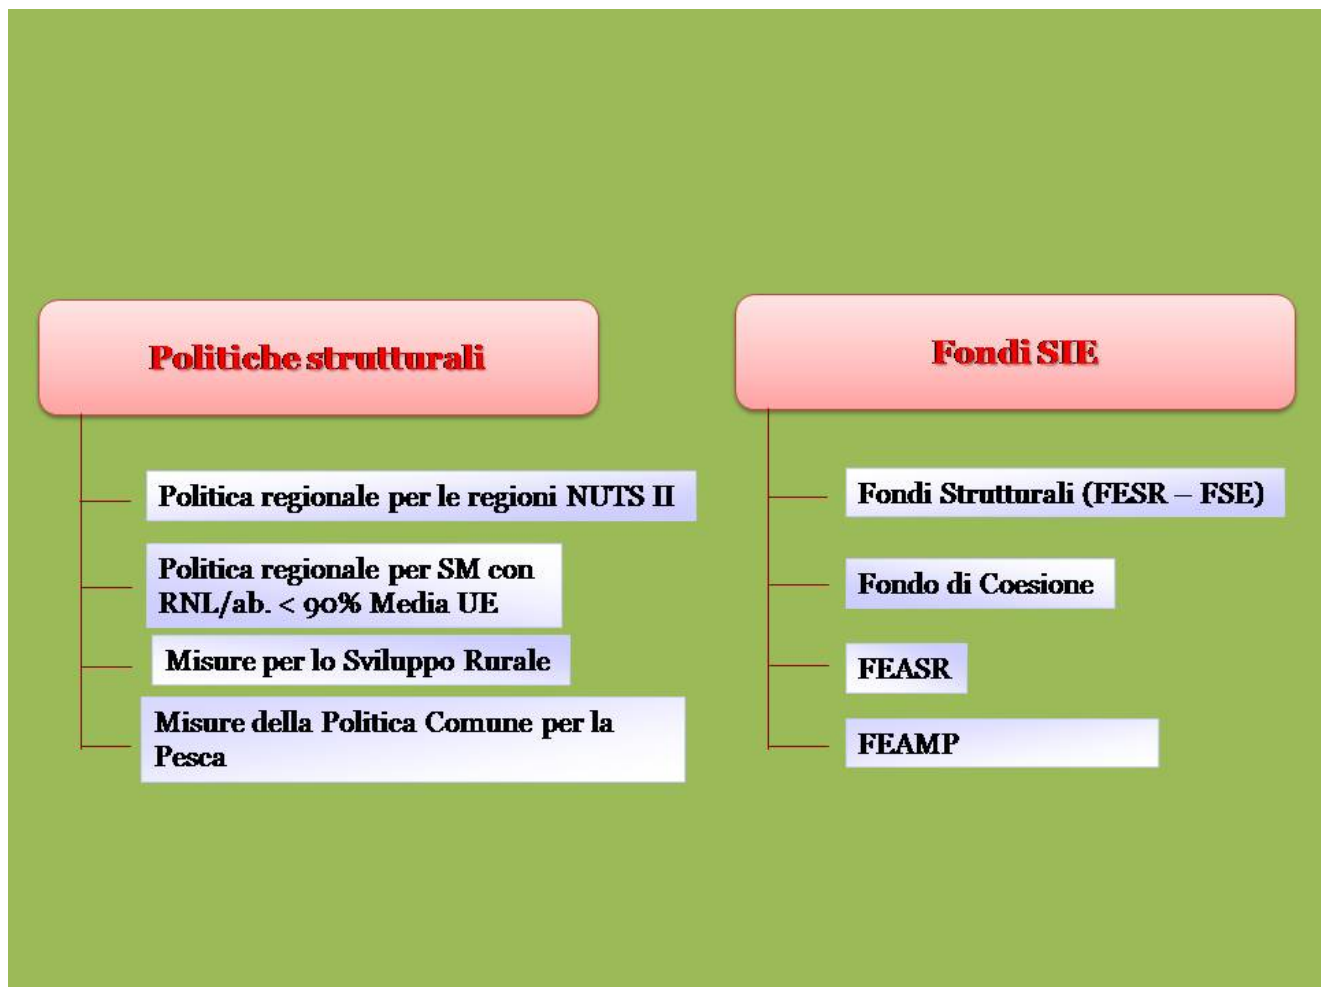 Politiche strutturali
Politica regionale per le regioni NUTS II
Politica regionale per SM con
RNL/ab. < 90% Media UE
Misure per lo Sviluppo Rurale
Misure della Politica Comune per la
Pesca
Fondi SIE
Fondi Strutturali (FESR – FSE)
Fondo di Coesione
FEASR
FEAMP